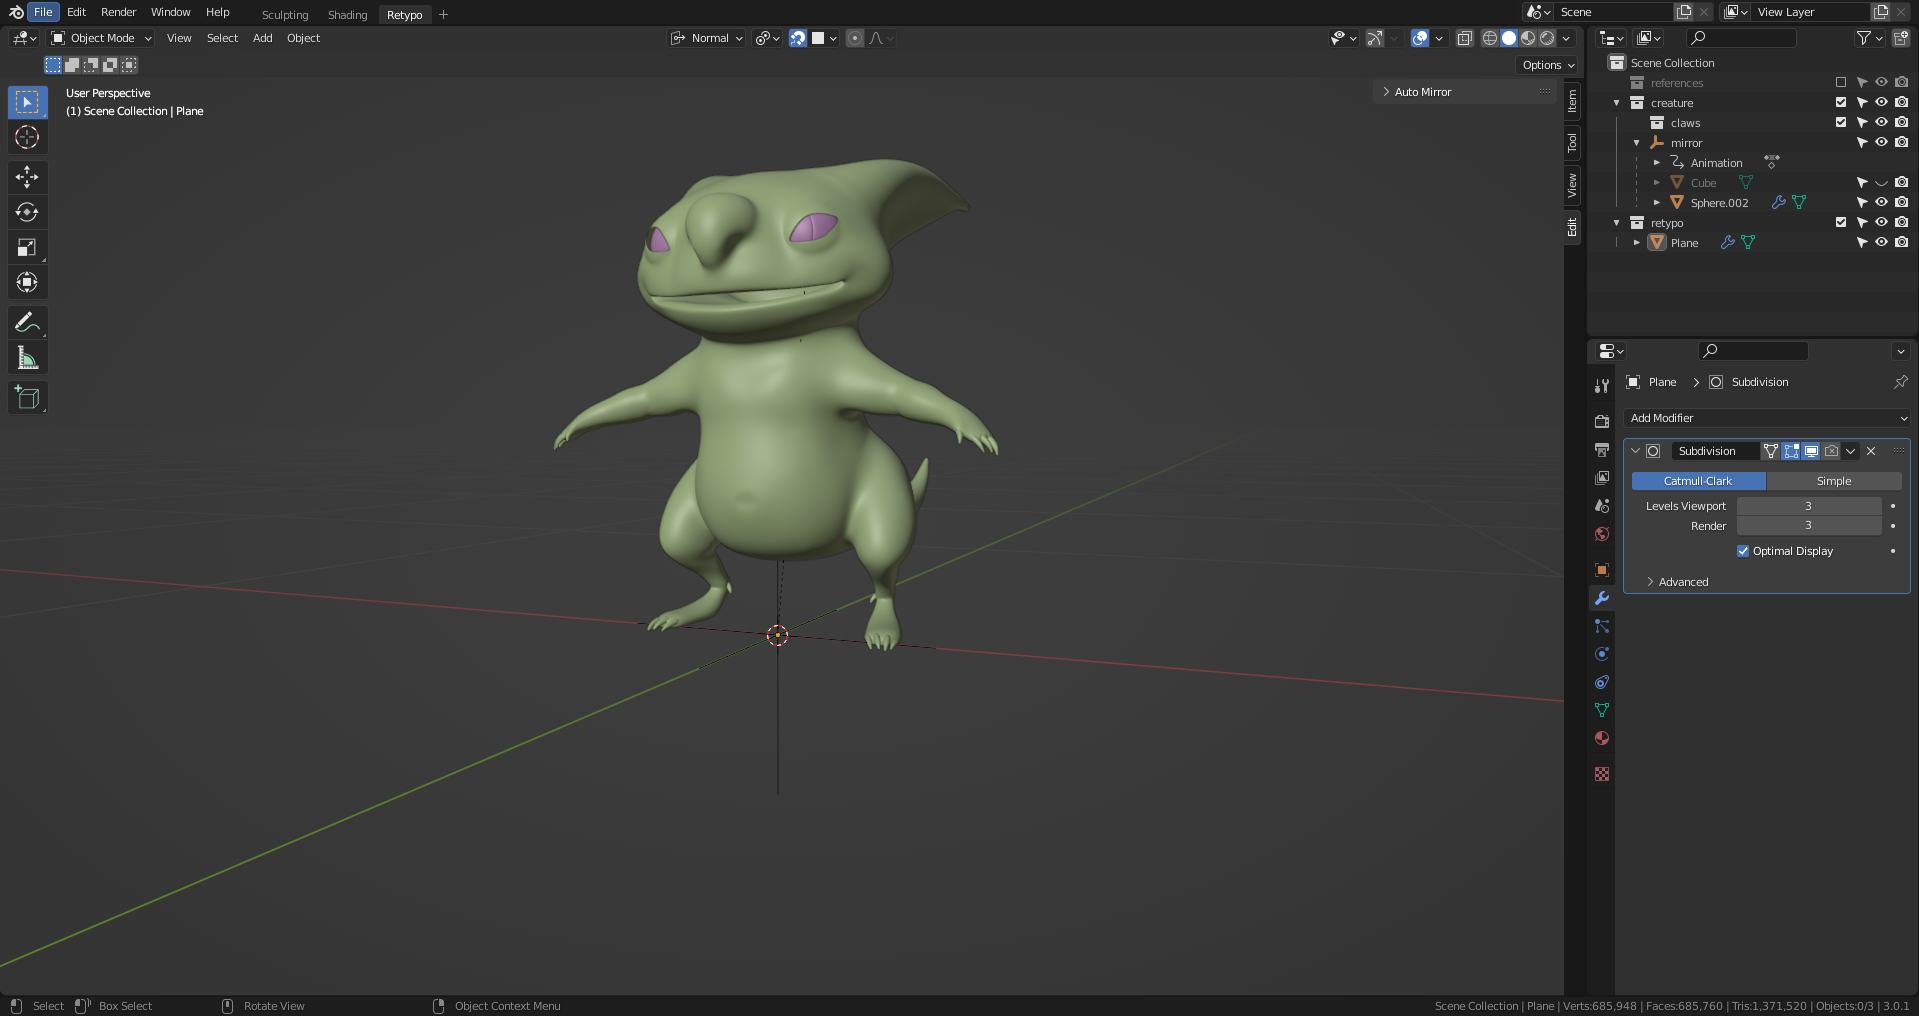 File Edit Render Window Help Sculpting Shading Retypo + Scene View Layer
Object Mode View Select Add Object Normal
Options
User Perspective
(1) Scene Collection | Plane
Auto Mirror
Item
Tool
View
Edit
Scene Collection
references
creature
claws
mirror
Animation
Cube
Sphere.002
retypo
Plane
Plane > Subdivision
Add Modifier
Subdivision
Catmull-Clark Simple
Levels Viewport 3
Render 3
Optimal Display
Advanced
Select Box Select Rotate View Object Context Menu
Scene Collection | Plane | Verts:685,948 | Faces:685,760 | Tris:1,371,520 | Objects:0/3 | 3.0.1